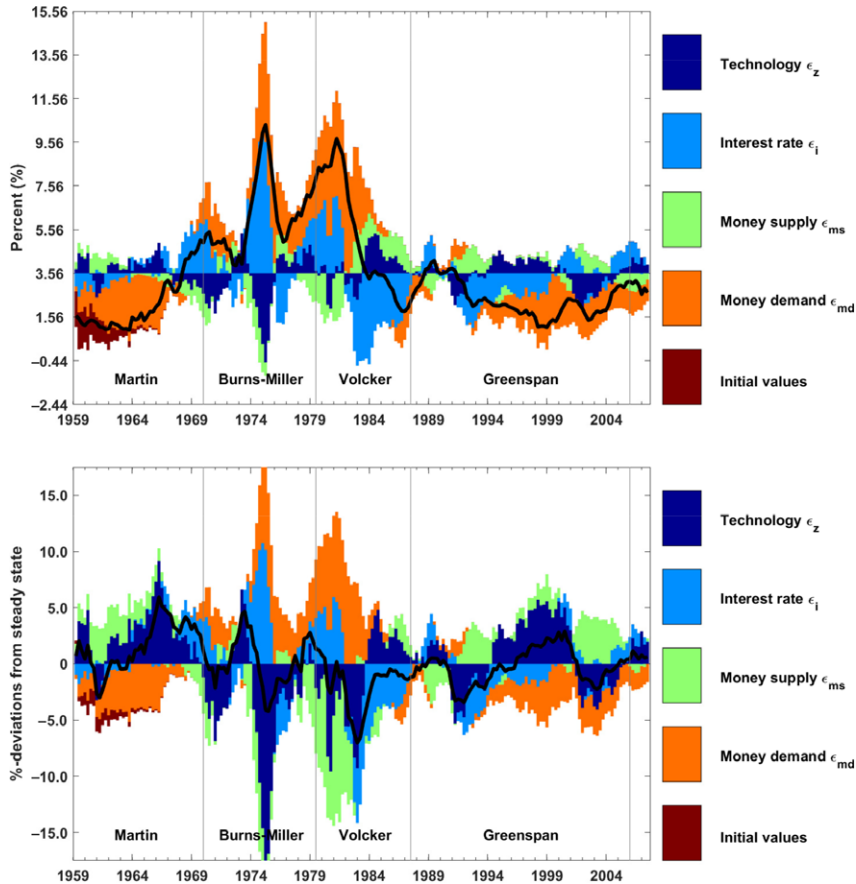 15.56
13.56
11.56
9.56
7.56
5.56
3.56
1.56
−0.44
−2.44
Percent (%)
Martin Burns-Miller Volcker Greenspan
1959 1964 1970 1974 1979 1984 1989 1994 1999 2004
Technology ϵz
Interest rate ϵi
Money supply ϵms
Money demand ϵmd
Initial values
15.0
10.0
5.0
0
−5.0
−10.0
−15.0
%-deviations from steady state
Martin Burns-Miller Volcker Greenspan
1959 1964 1970 1974 1979 1984 1989 1994 1999 2004
Technology ϵz
Interest rate ϵi
Money supply ϵms
Money demand ϵmd
Initial values